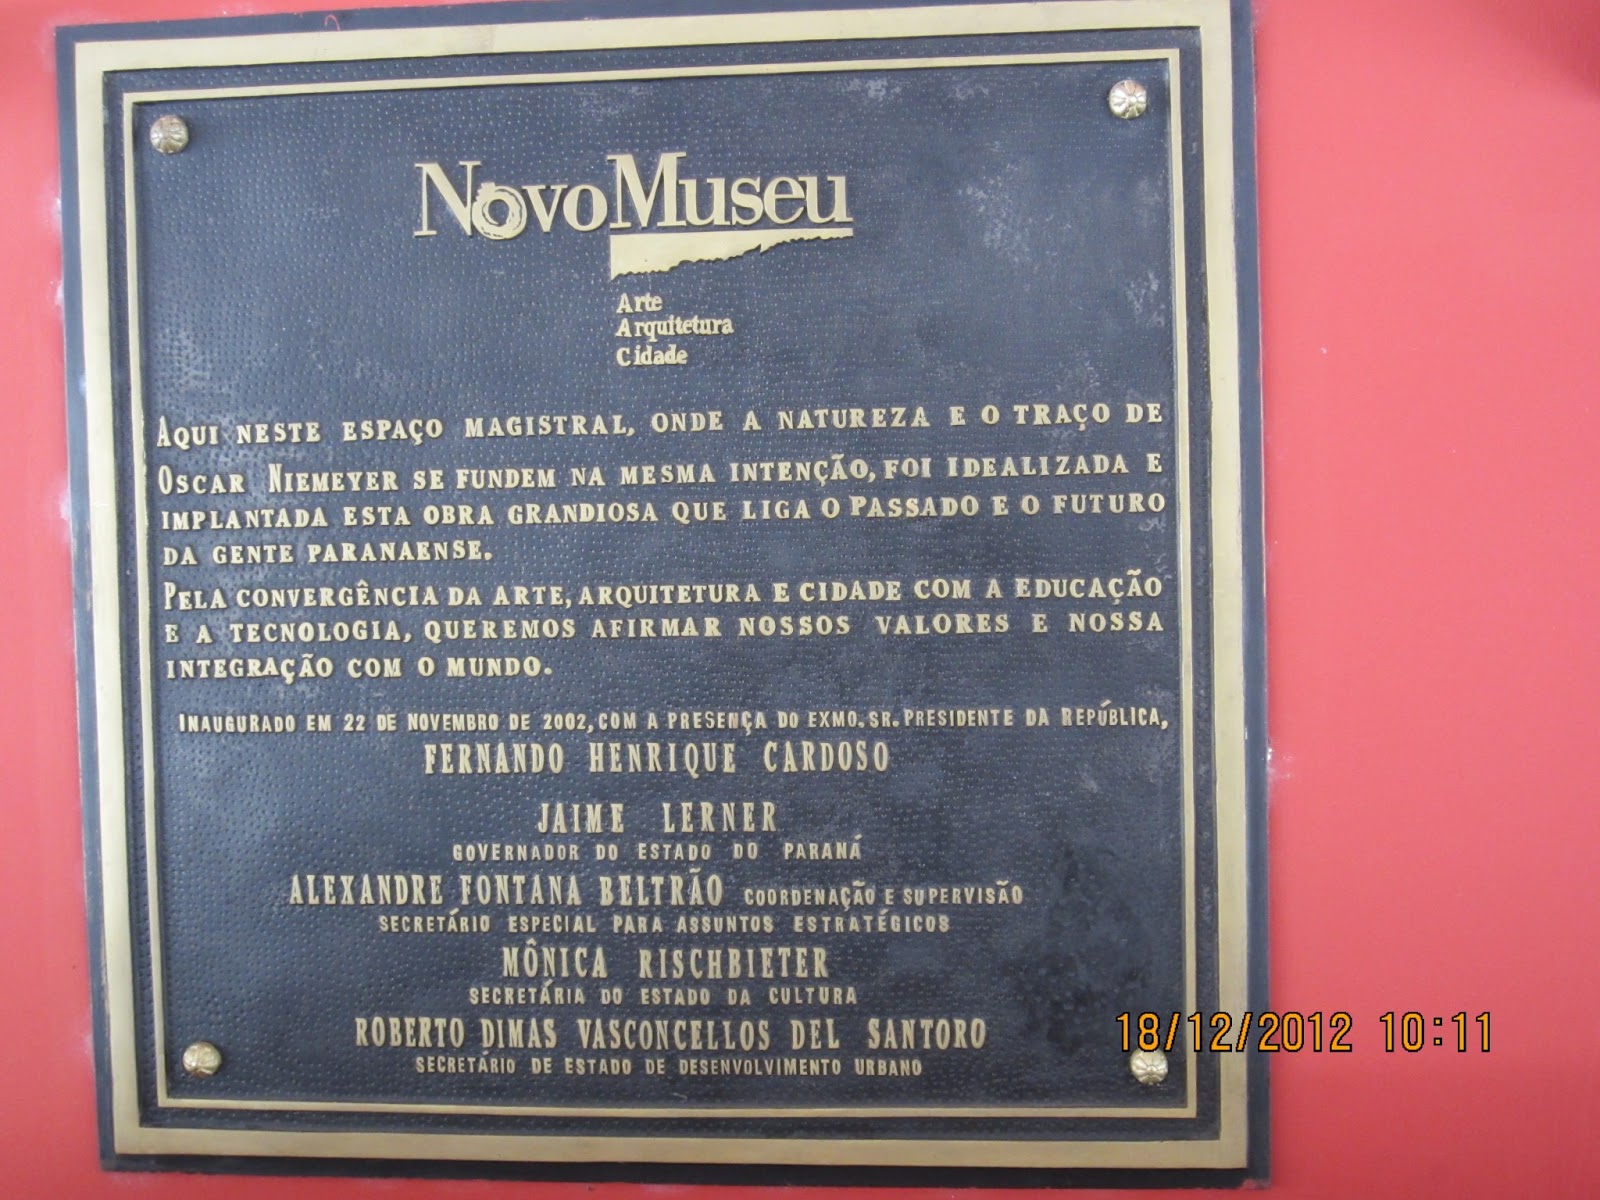 NovoMuseu
Arte
Arquitetura
Cidade
AQUI NESTE ESPAÇO MAGISTRAL, ONDE A NATUREZA E O TRAÇO DE
OSCAR NIEMEYER SE FUNDEM NA MESMA INTENÇÃO, FOI IDEALIZADA E
IMPLANTADA ESTA OBRA GRANDIOSA QUE LIGA O PASSADO E O FUTURO
DA GENTE PARANAENSE.
PELA CONVERGÊNCIA DA ARTE, ARQUITETURA E CIDADE COM A EDUCAÇÃO
E A TECNOLOGIA, QUEREMOS AFIRMAR NOSSOS VALORES E NOSSA
INTEGRAÇÃO COM O MUNDO.
INAUGURADO EM 22 DE NOVEMBRO DE 2002, COM A PRESENÇA DO EXMO. SR. PRESIDENTE DA REPÚBLICA,
FERNANDO HENRIQUE CARDOSO
JAIME LERNER
GOVERNADOR DO ESTADO DO PARANÁ
ALEXANDRE FONTANA BELTRÃO COORDENAÇÃO E SUPERVISÃO
SECRETÁRIO ESPECIAL PARA ASSUNTOS ESTRATÉGICOS
MÔNICA RISCHBIETER
SECRETÁRIA DO ESTADO DA CULTURA
ROBERTO DIMAS VASCONCELLOS DEL SANTORO
SECRETÁRIO DE ESTADO DE DESENVOLVIMENTO URBANO
18/12/2012 10:11